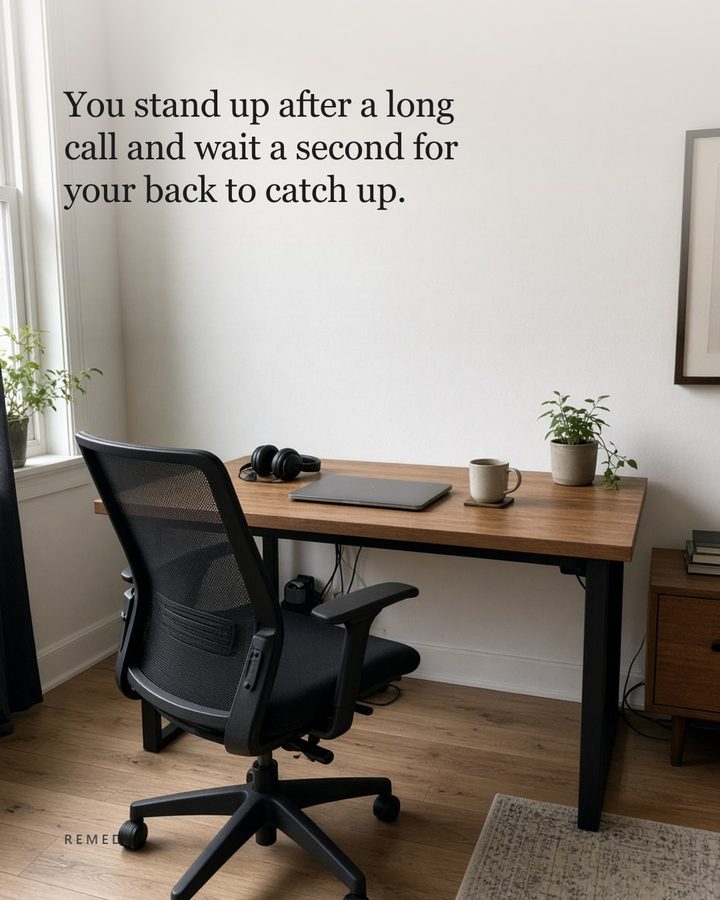 You stand up after a long
call and wait a second for
your back to catch up.